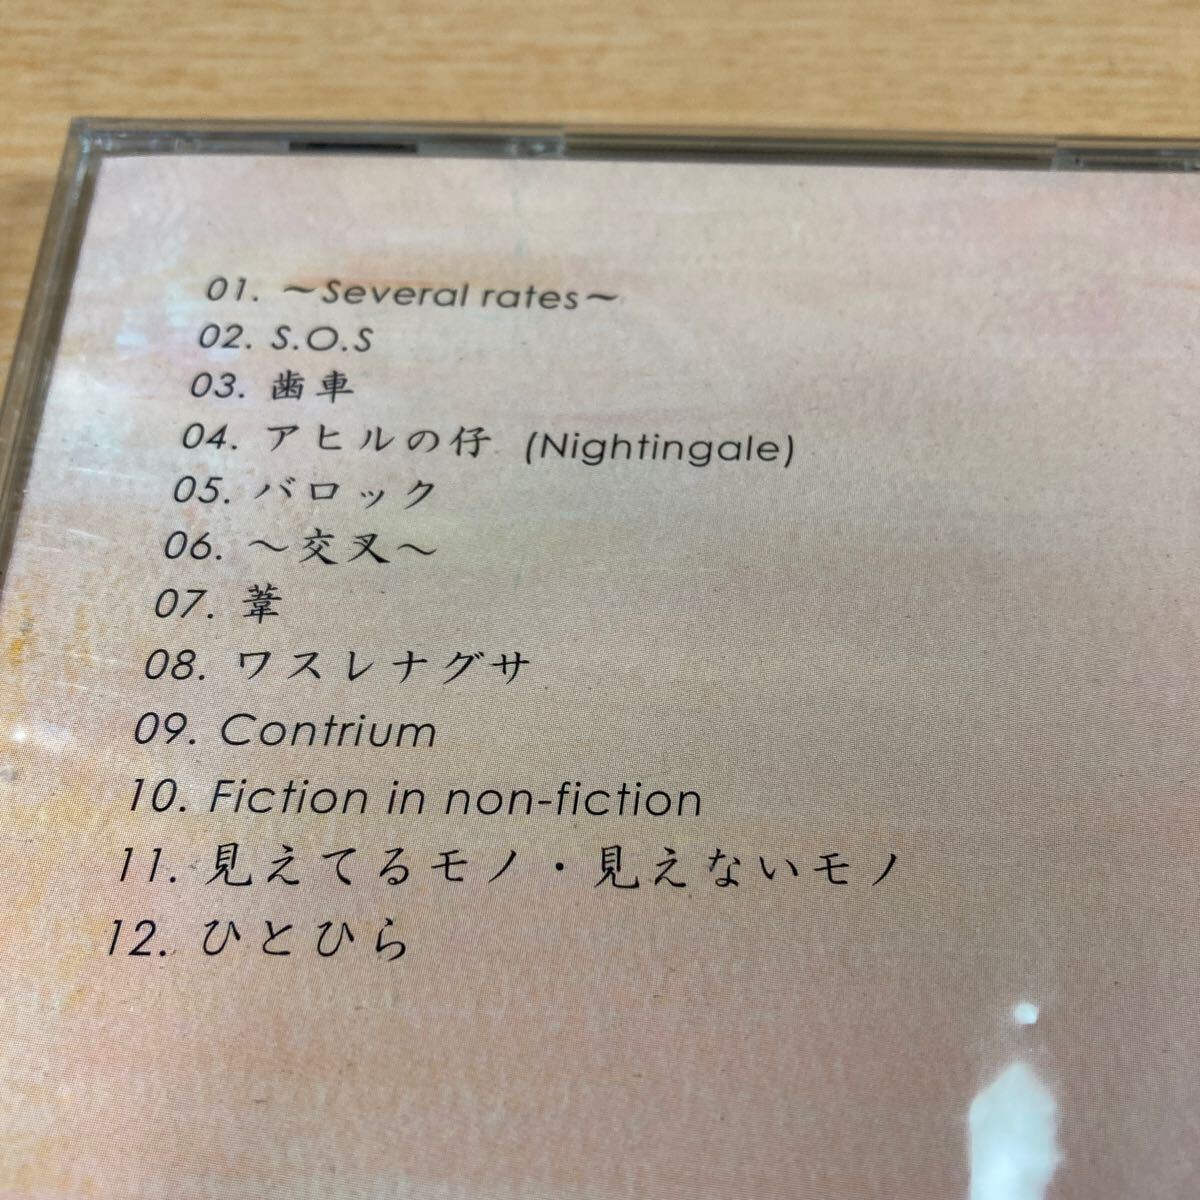 01. ～Several rates～
02. S.O.S
03. 歯車
04. アヒルの仔 (Nightingale)
05. バロック
06. ～交叉～
07. 葦
08. ワスレナグサ
09. Contrium
10. Fiction in non-fiction
11. 見えてるモノ・見えないモノ
12. ひとひら